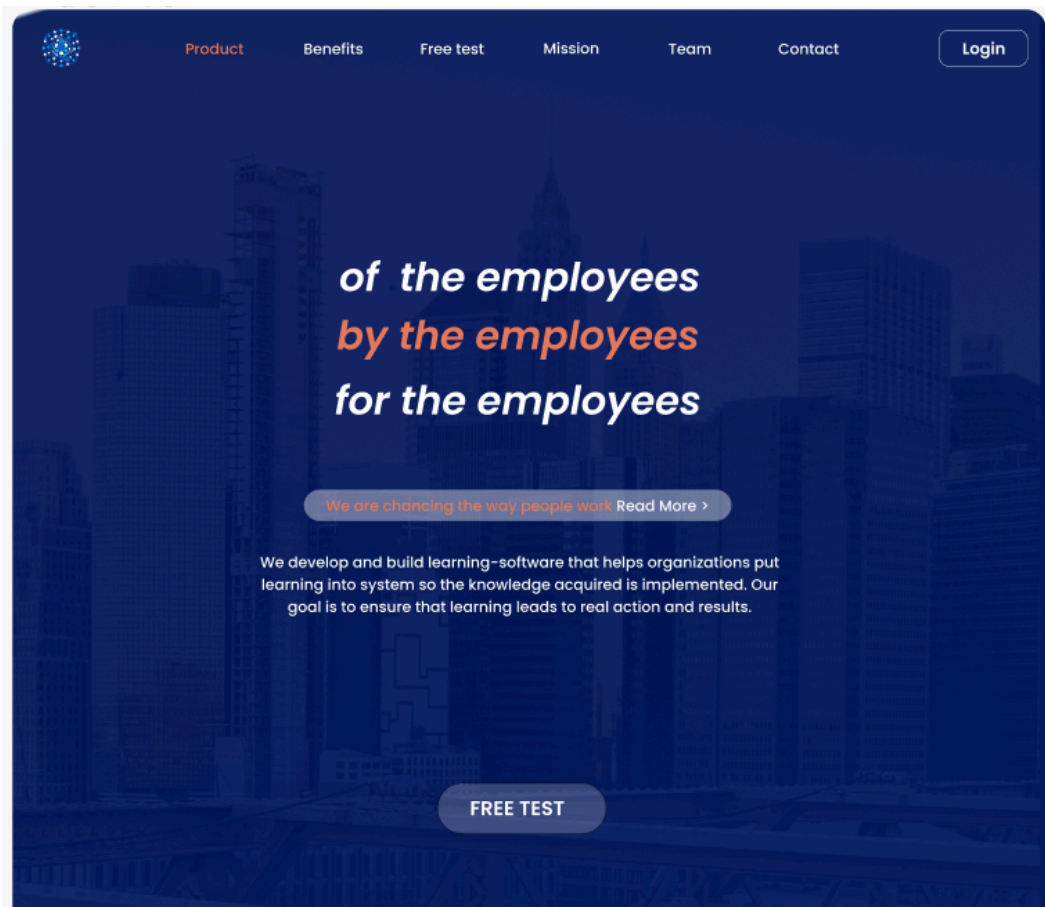 Product Benefits Free test Mission Team Contact Login
of the employees
by the employees
for the employees
We are chancing the way people work Read More >
We develop and build learning-software that helps organizations put
learning into system so the knowledge acquired is implemented. Our
goal is to ensure that learning leads to real action and results.
FREE TEST